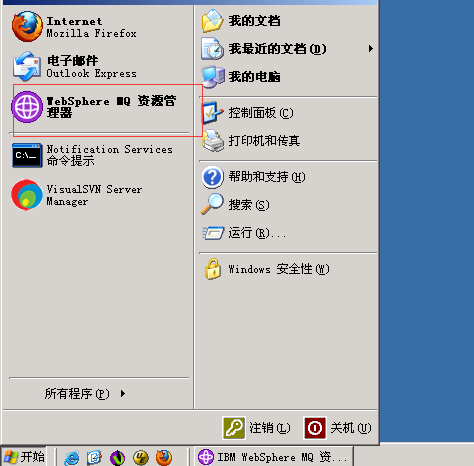 Internet
Mozilla Firefox
电子邮件
Outlook Express
WebSphere MQ 资源管
理器
Notification Services
命令提示
VisualSVN Server
Manager
所有程序(P)
我的文档
我最近的文档(D)
我的电脑
控制面板(C)
打印机和传真
帮助和支持(H)
搜索(S)
运行(R)...
Windows 安全性(W)
注销(L)
关机(U)
开始
IBM WebSphere MQ 资...